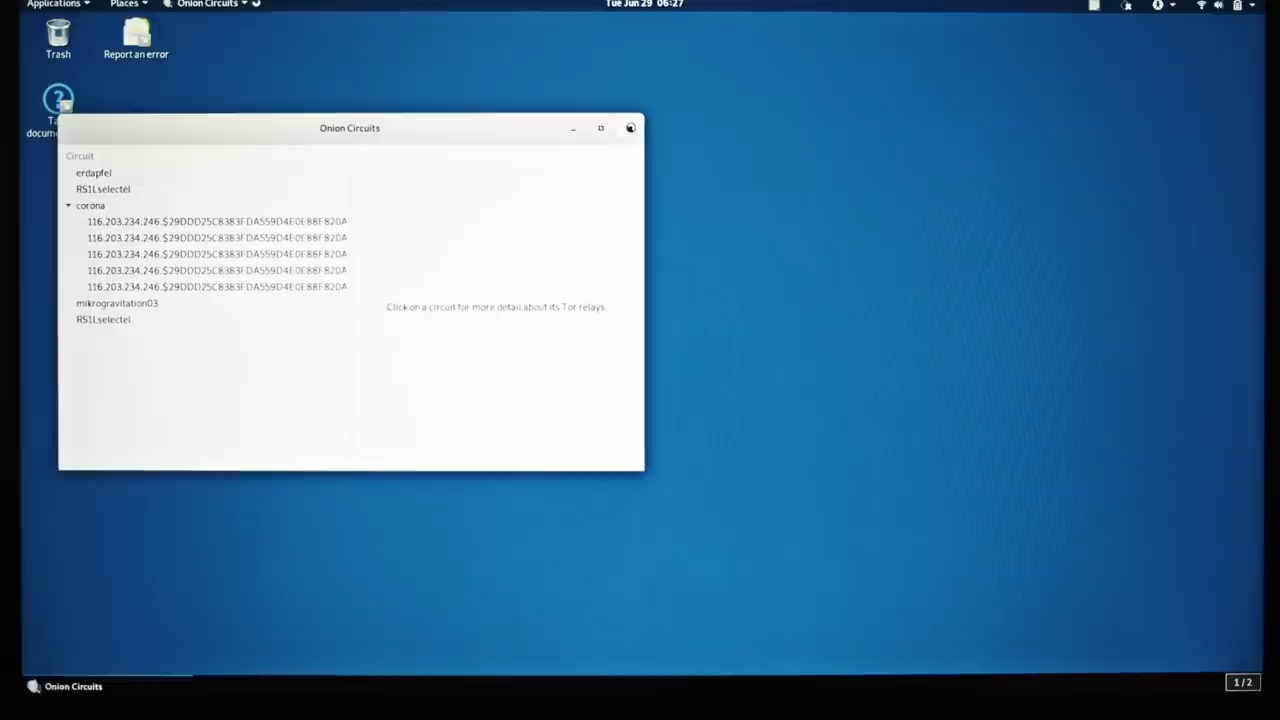 Applications Places Onion Circuits Tue Jun 29 06:27
Trash
Report an error
Onion Circuits
Circuit
erdapfel
RS1Lselectel
corona
116.203.234.246.$29DDD25C8383FDA559D4E0E88F820A
116.203.234.246.$29DDD25C8383FDA559D4E0E88F820A
116.203.234.246.$29DDD25C8383FDA559D4E0E88F820A
116.203.234.246.$29DDD25C8383FDA559D4E0E88F820A
116.203.234.246.$29DDD25C8383FDA559D4E0E88F820A
mikrogravitation03
RS1Lselectel
Click on a circuit for more detail about its Tor relays.
Onion Circuits
1/2